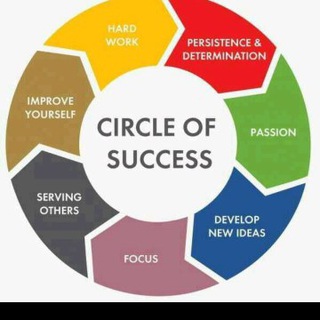 HARD
WORK
PERSISTENCE &
DETERMINATION
PASSION
DEVELOP
NEW IDEAS
FOCUS
SERVING
OTHERS
IMPROVE
YOURSELF
CIRCLE OF
SUCCESS